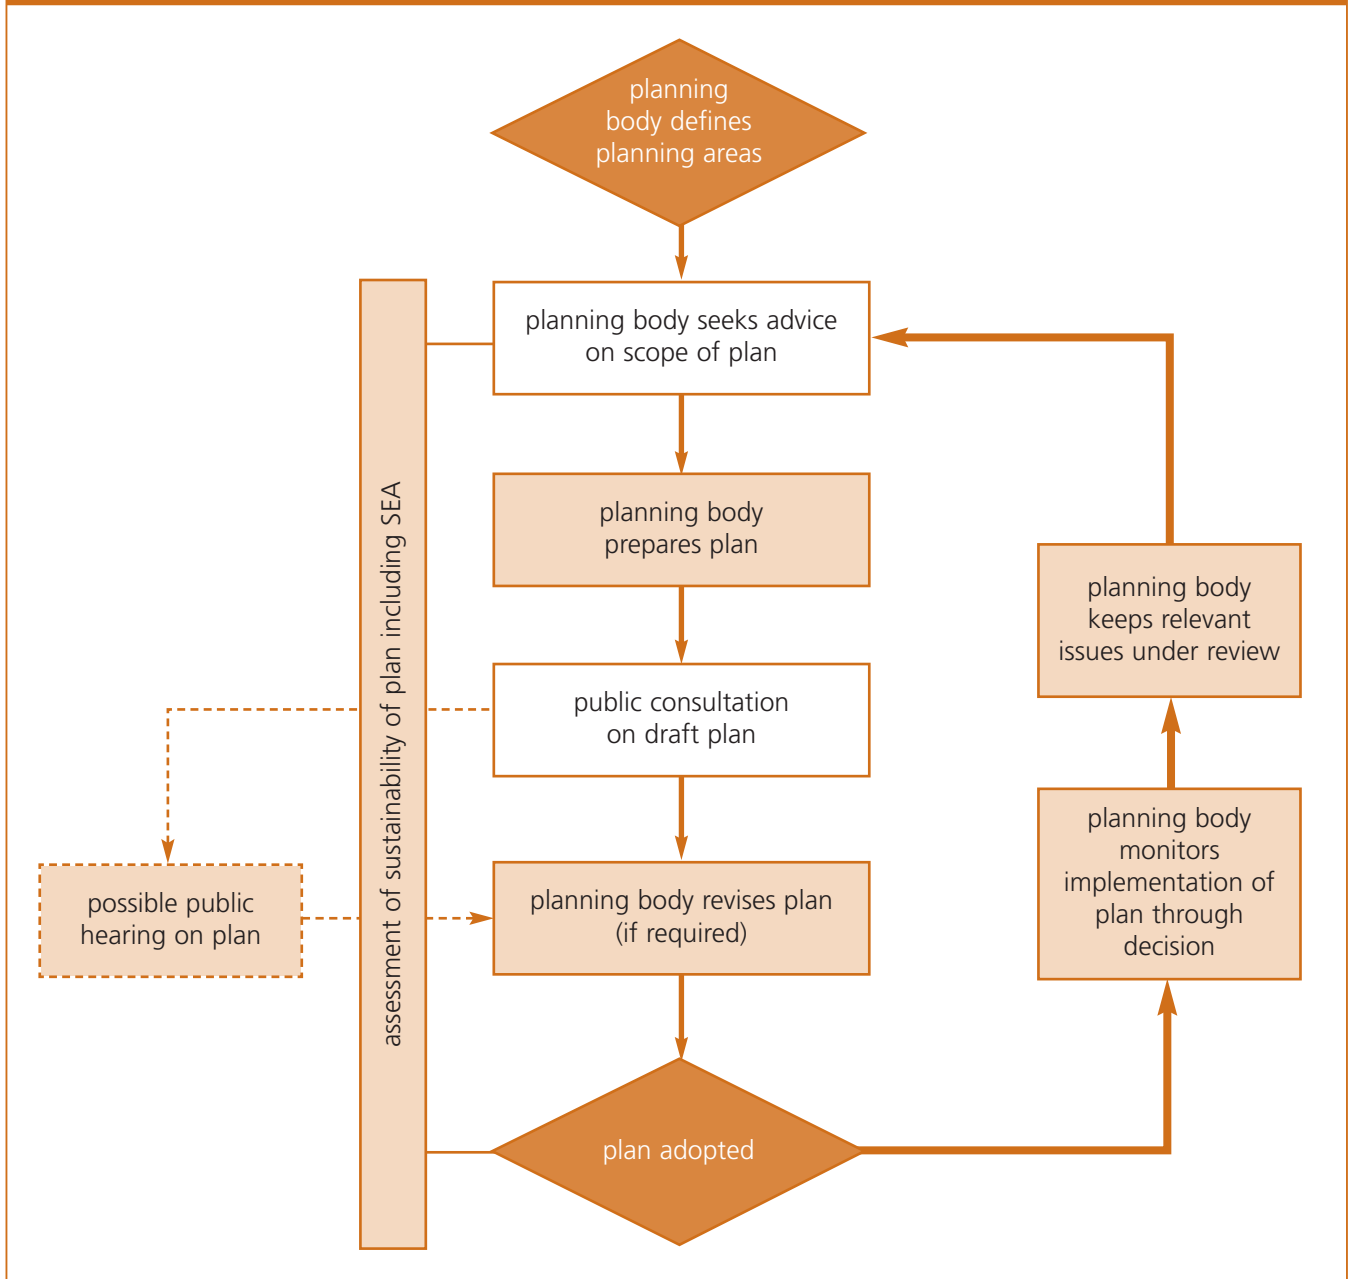 planning
body defines
planning areas
planning body seeks advice
on scope of plan
planning body
prepares plan
public consultation
on draft plan
possible public
hearing on plan
planning body revises plan
(if required)
plan adopted
assessment of sustainability of plan including SEA
planning body
keeps relevant
issues under review
planning body
monitors
implementation of
plan through
decision